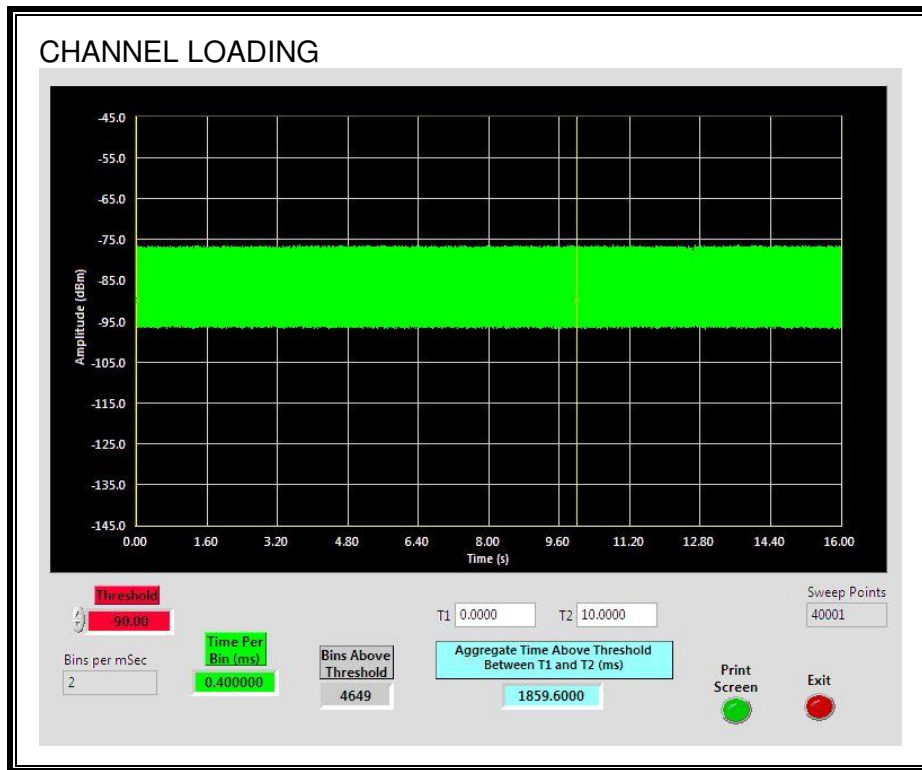 CHANNEL LOADING
Amplitude (dBm)
-45.0
-55.0
-65.0
-75.0
-85.0
-95.0
-105.0
-115.0
-125.0
-135.0
-145.0
0.00 1.60 3.20 4.80 6.40 8.00 9.60 11.20 12.80 14.40 16.00
Time (s)
Threshold
-90.00
T1 0.0000 T2 10.0000
Sweep Points
40001
Bins per mSec
2
Time Per
Bin (ms)
0.400000
Bins Above
Threshold
4649
Aggregate Time Above Threshold
Between T1 and T2 (ms)
1859.6000
Print
Screen
Exit